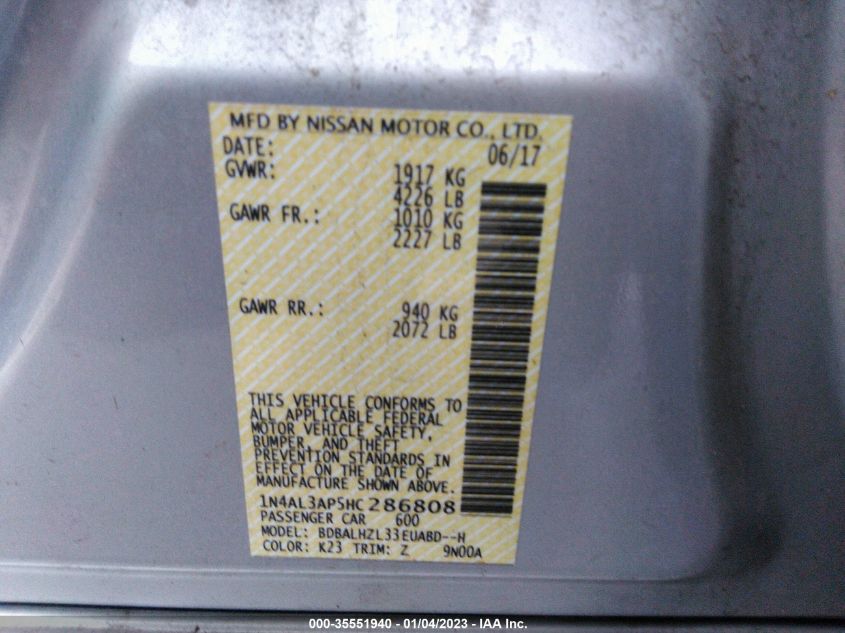 MFD BY NISSAN MOTOR CO., LTD.
DATE: 06/17
GVWR: 1917 KG
4226 LB
GAWR FR.: 1010 KG
2227 LB
GAWR RR.: 940 KG
2072 LB
THIS VEHICLE CONFORMS TO
ALL APPLICABLE FEDERAL
MOTOR VEHICLE SAFETY,
BUMPER, AND THEFT
PREVENTION STANDARDS IN
EFFECT ON THE DATE OF
MANUFACTURE SHOWN ABOVE.
1N4AL3AP5HC286808
PASSENGER CAR 600
MODEL: BDBALHZL33EUABD--H
COLOR: K23 TRIM: Z 9N00A
000-35551940 - 01/04/2023 - IAA Inc.